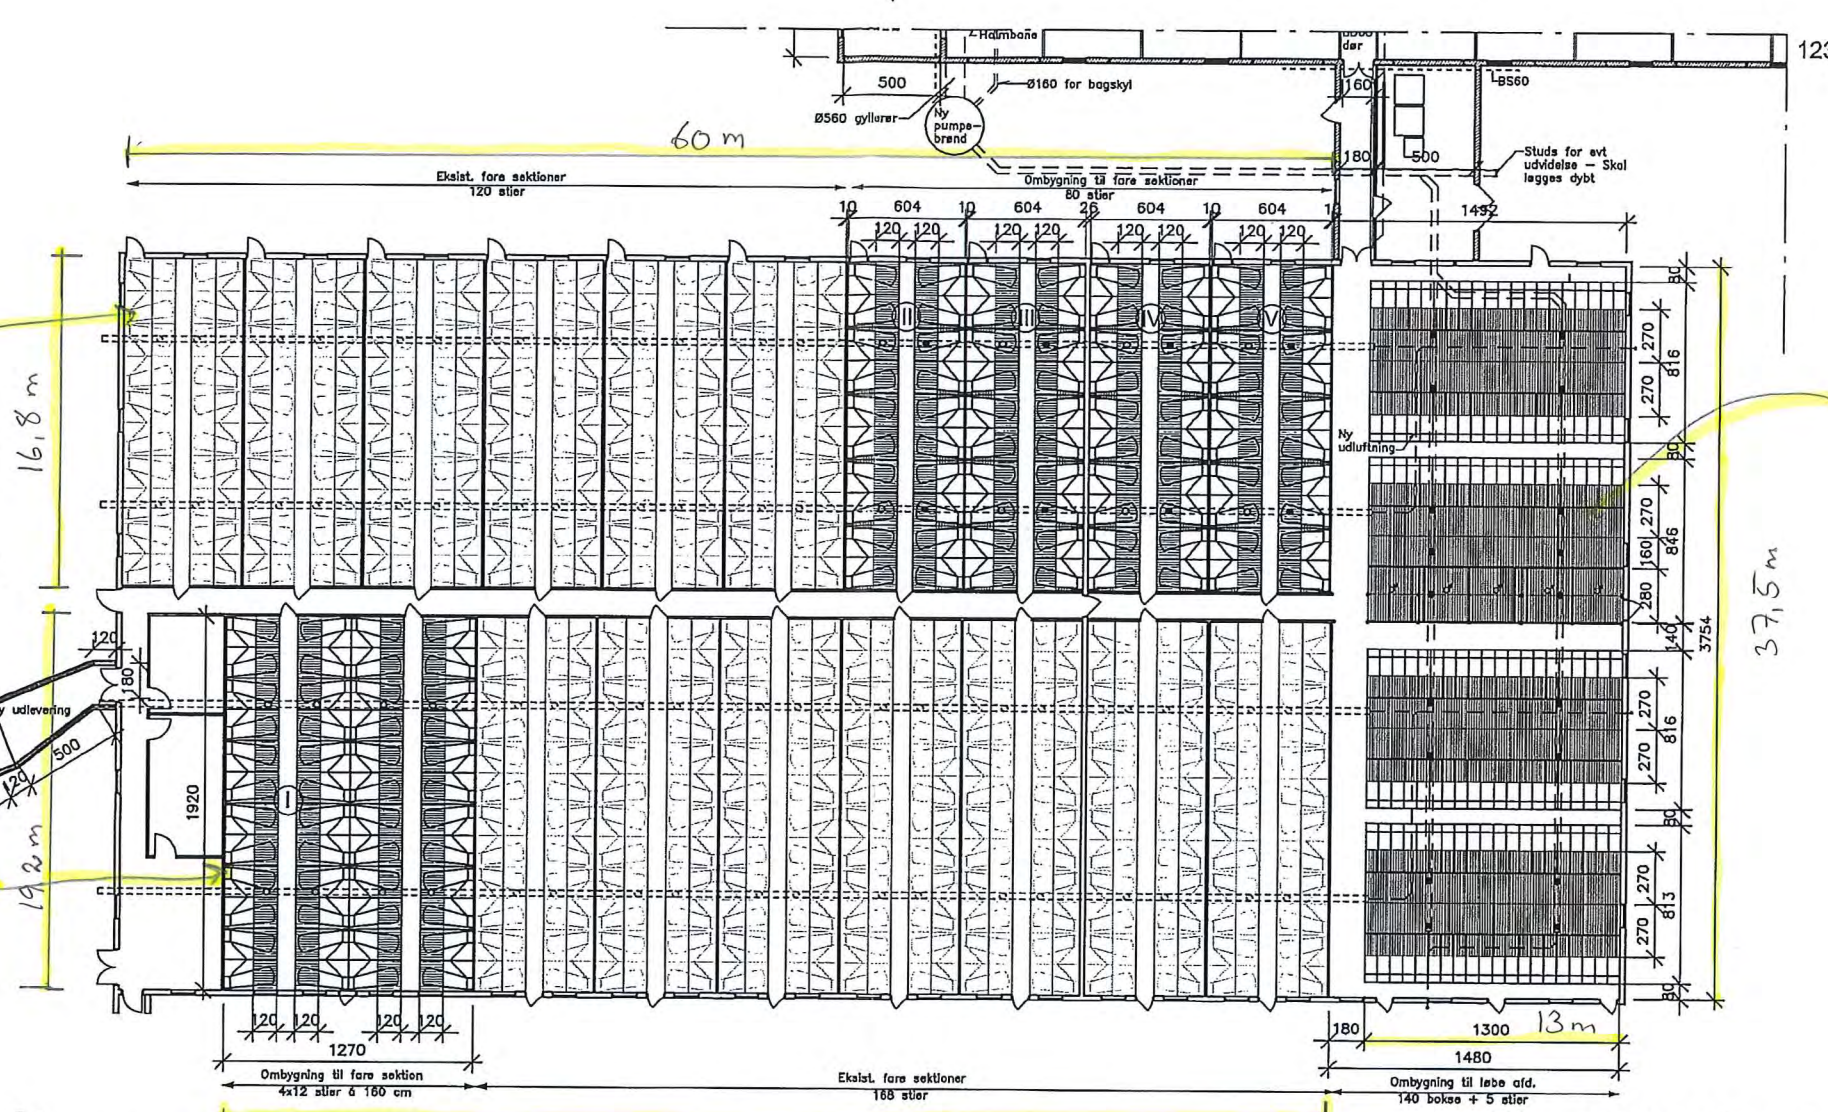 Halmbane
dør
123
500
Ø160 for bagskyl
160
BS60
Ø560 gyllerør
Ny
pumpe-
brønd
60 m
180
500
Studs for evt
udvidelse – Skal
lægges dybt
Eksist. fare sektioner
120 stier
Ombygning til fare sektioner
80 stier
10 604 10 604 26 604 10 604 10
1492
120 120 120 120 120 120 120 120
80
II III IV V
270
816
270
16,8 m
Ny
udluftning
80
270
846
160
280
37,5 m
140
3754
120
180
udlevering
500
120
270
816
270
1920
I
80
19,2 m
270
813
270
80
120 120 120 120
180 1300 13 m
1270
1480
Ombygning til fare sektion
4x12 stier á 160 cm
Eksist. fare sektioner
168 stier
Ombygning til løbe afd.
140 bokse + 5 stier